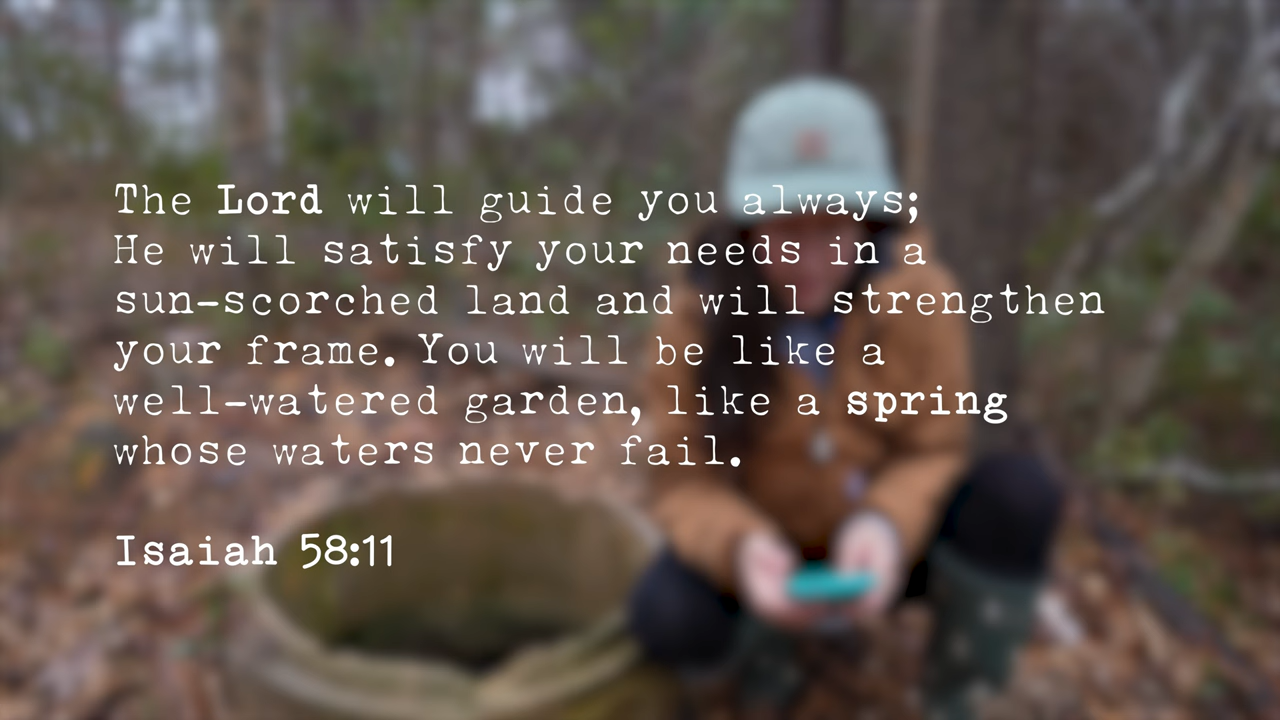 The Lord will guide you always;
He will satisfy your needs in a
sun-scorched land and will strengthen
your frame. You will be like a
well-watered garden, like a spring
whose waters never fail.
Isaiah 58:11